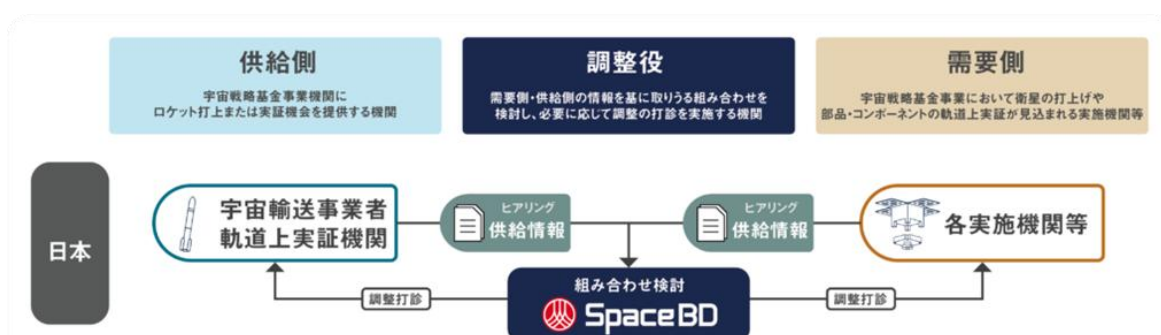 供給側
宇宙戦略基金事業機関に
ロケット打上または実証機会を提供する機関
調整役
需要側・供給側の情報を基に取りうる組み合わせを
検討し、必要に応じて調整の打診を実施する機関
需要側
宇宙戦略基金事業において衛星の打上げや
部品・コンポーネントの軌道上実証が見込まれる実施機関等
日本
宇宙輸送事業者
軌道上実証機関
ヒアリング
供給情報
ヒアリング
供給情報
各実施機関等
調整打診
組み合わせ検討
SpaceBD
調整打診